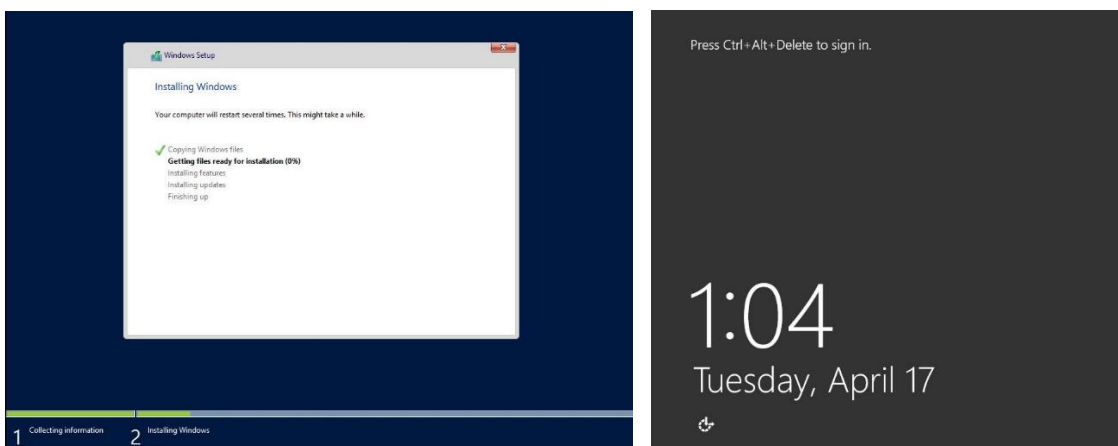 Windows Setup
Installing Windows
Your computer will restart several times. This might take a while.
Copying Windows files
Getting files ready for installation (0%)
Installing features
Installing updates
Finishing up
1 Collecting information
2 Installing Windows
Press Ctrl+Alt+Delete to sign in.
1:04
Tuesday, April 17